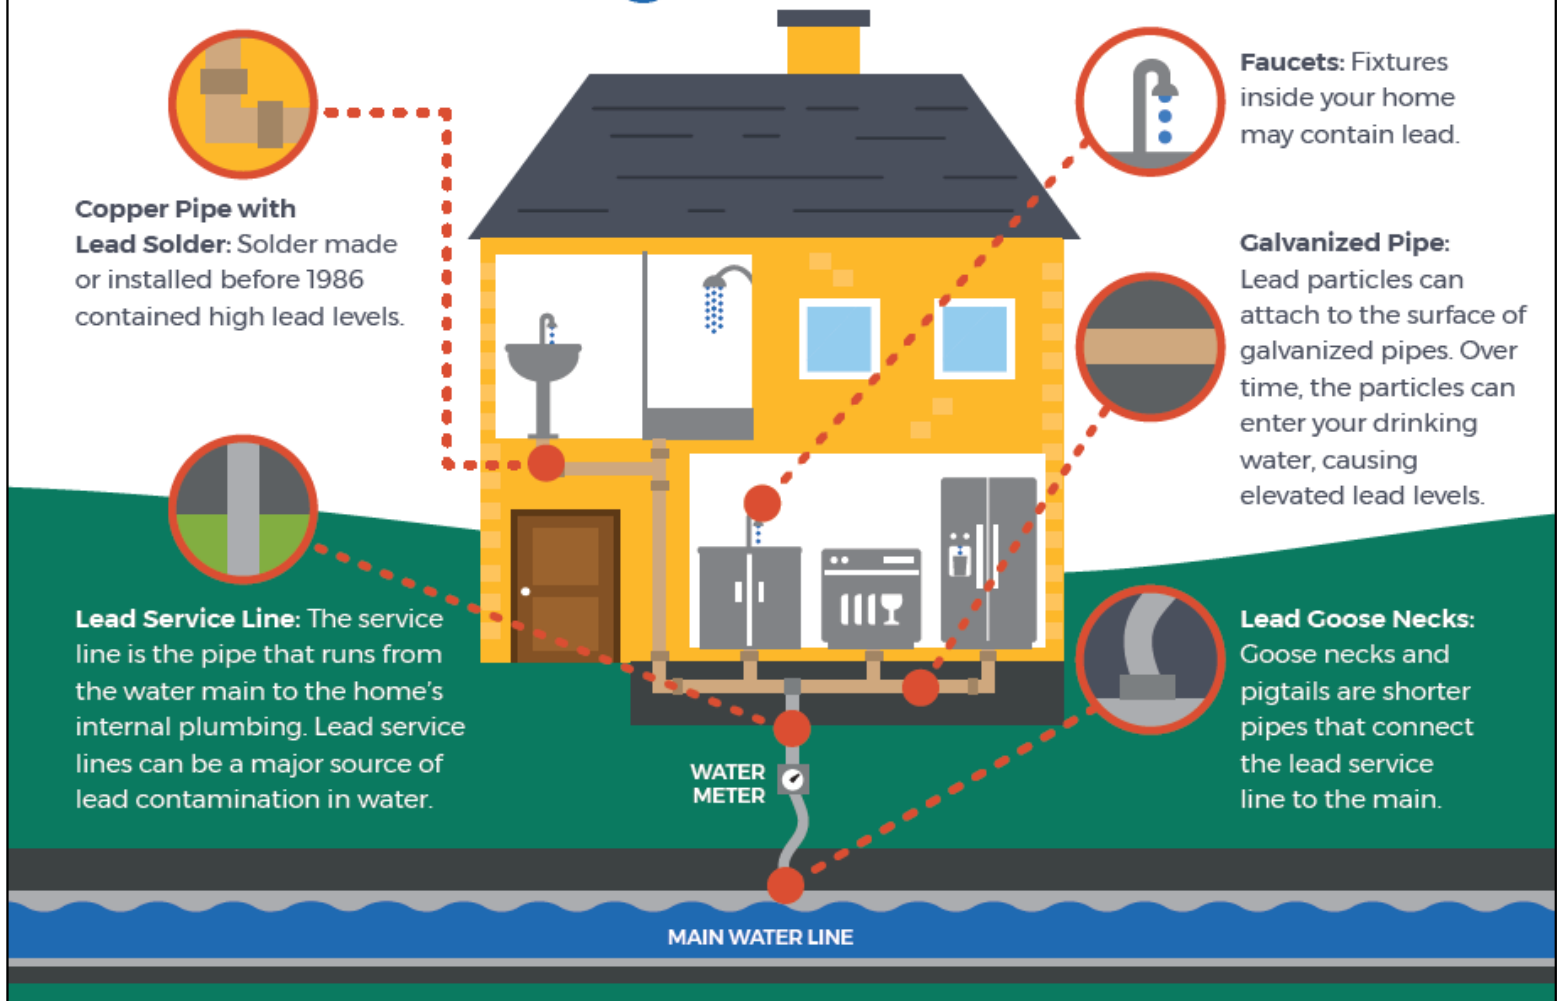 Copper Pipe with
Lead Solder: Solder made
or installed before 1986
contained high lead levels.
Lead Service Line: The service
line is the pipe that runs from
the water main to the home's
internal plumbing. Lead service
lines can be a major source of
lead contamination in water.
Faucets: Fixtures
inside your home
may contain lead.
Galvanized Pipe:
Lead particles can
attach to the surface of
galvanized pipes. Over
time, the particles can
enter your drinking
water, causing
elevated lead levels.
Lead Goose Necks:
Goose necks and
pigtails are shorter
pipes that connect
the lead service
line to the main.
WATER
METER
MAIN WATER LINE